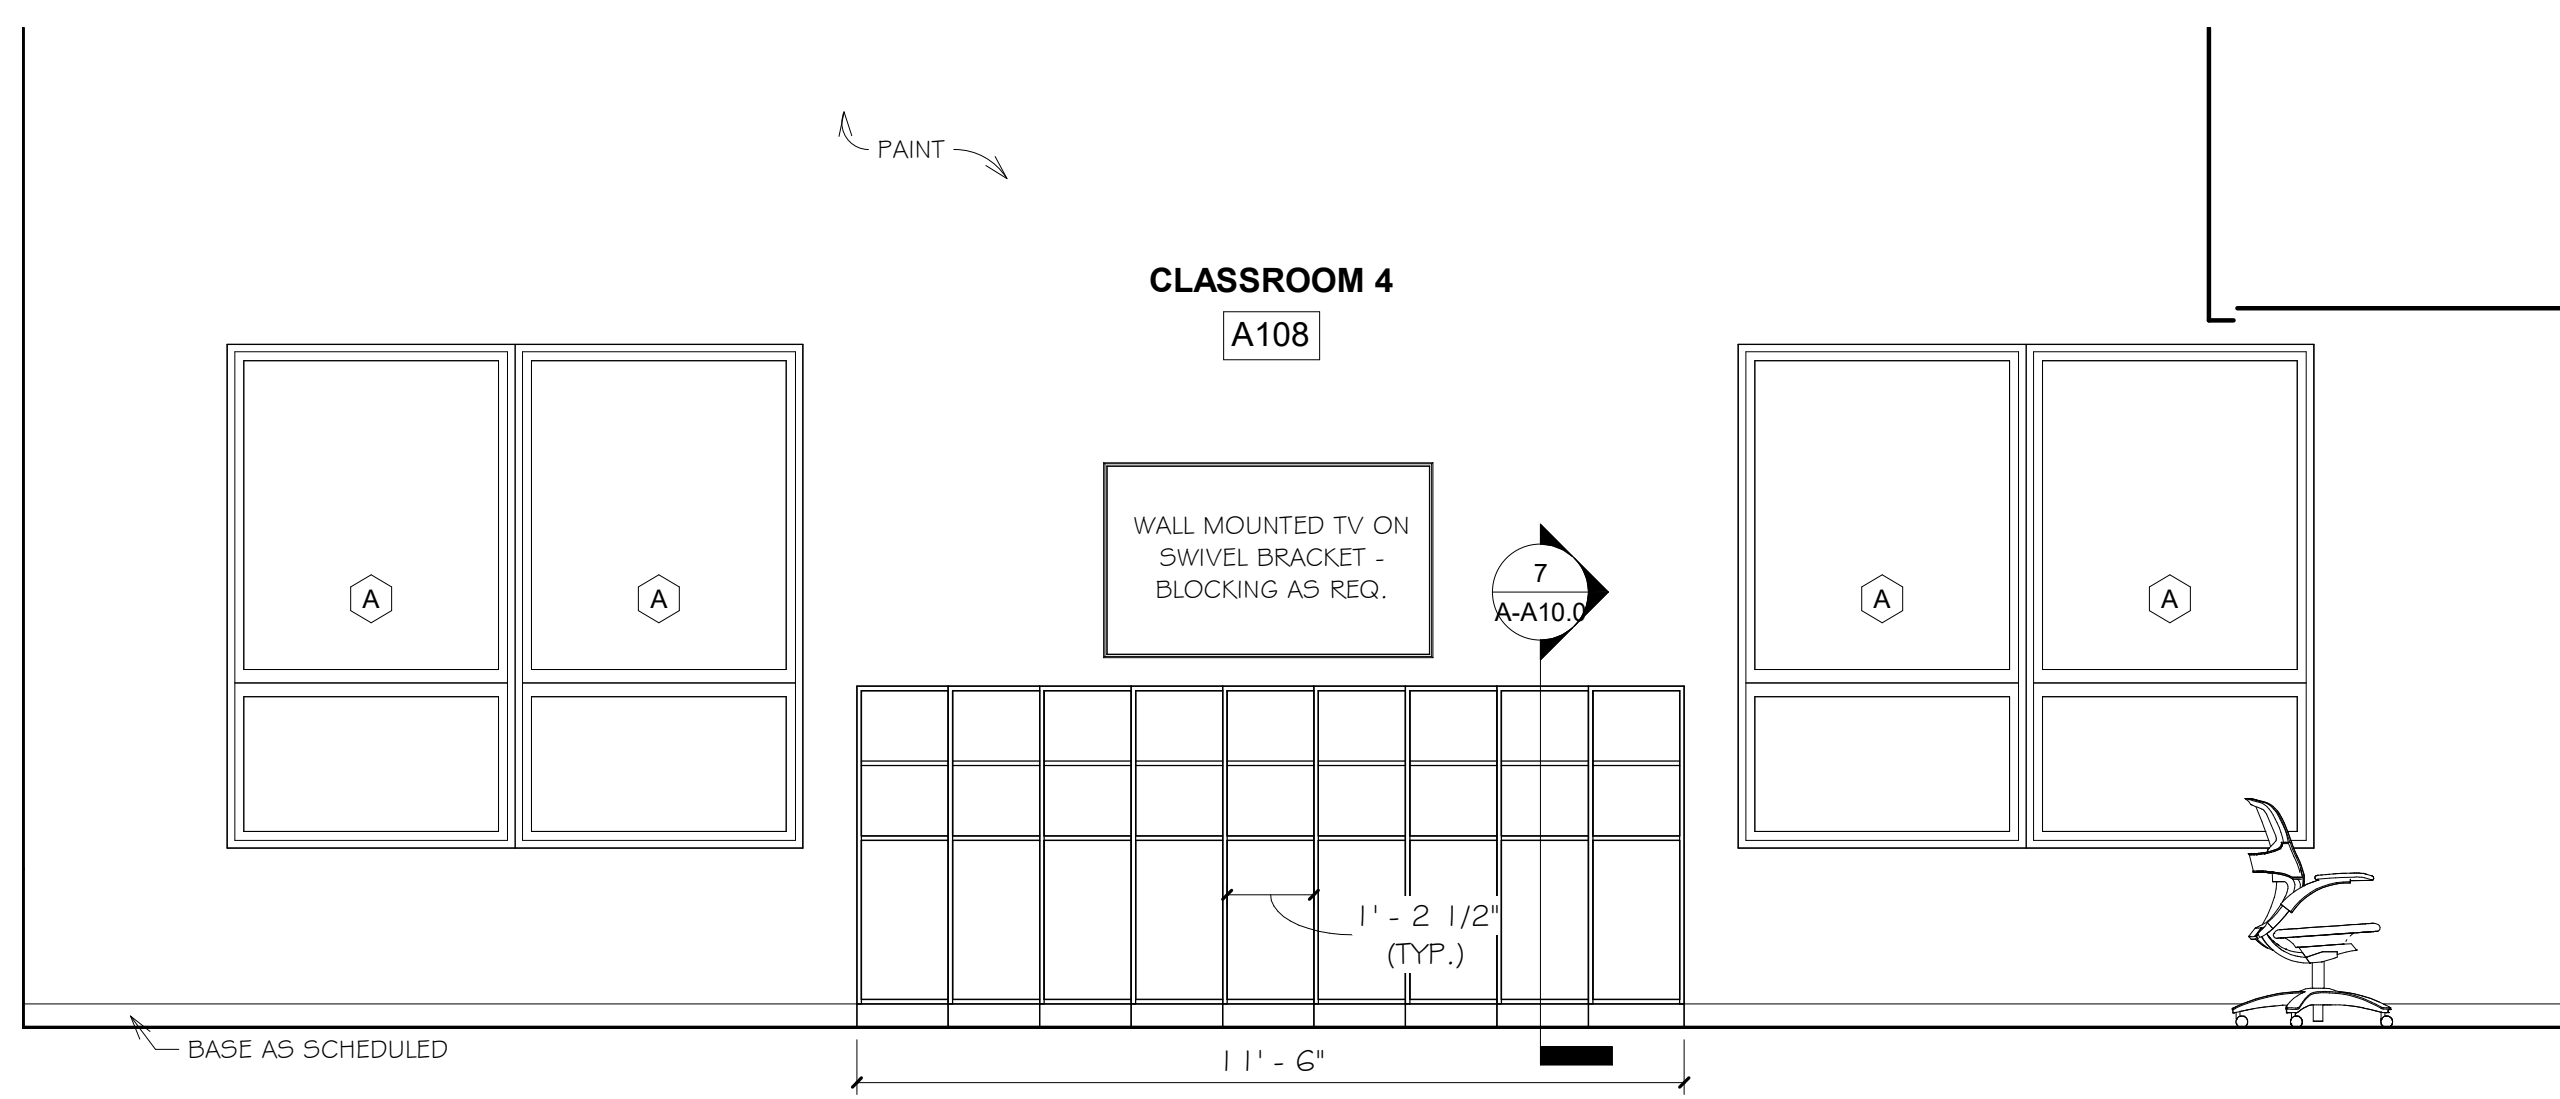 PAINT
CLASSROOM 4
A108
WALL MOUNTED TV ON
SWIVEL BRACKET -
BLOCKING AS REQ.
7
A-A10.0
A
A
A
A
1' - 2 1/2"
(TYP.)
BASE AS SCHEDULED
11' - 6"